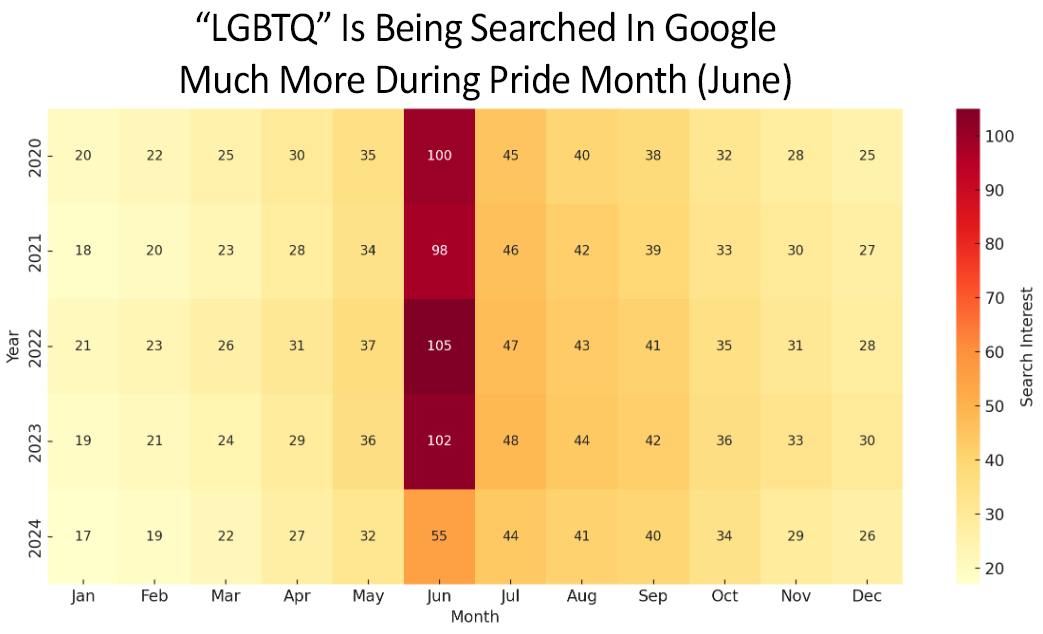 “LGBTQ” Is Being Searched In Google
Much More During Pride Month (June)
2020 20 22 25 30 35 100 45 40 38 32 28 25
2021 18 20 23 28 34 98 46 42 39 33 30 27
2022 21 23 26 31 37 105 47 43 41 35 31 28
2023 19 21 24 29 36 102 48 44 42 36 33 30
2024 17 19 22 27 32 55 44 41 40 34 29 26
Year
Jan Feb Mar Apr May Jun Jul Aug Sep Oct Nov Dec
Month
100
90
80
70
60
50
40
30
20
Search Interest